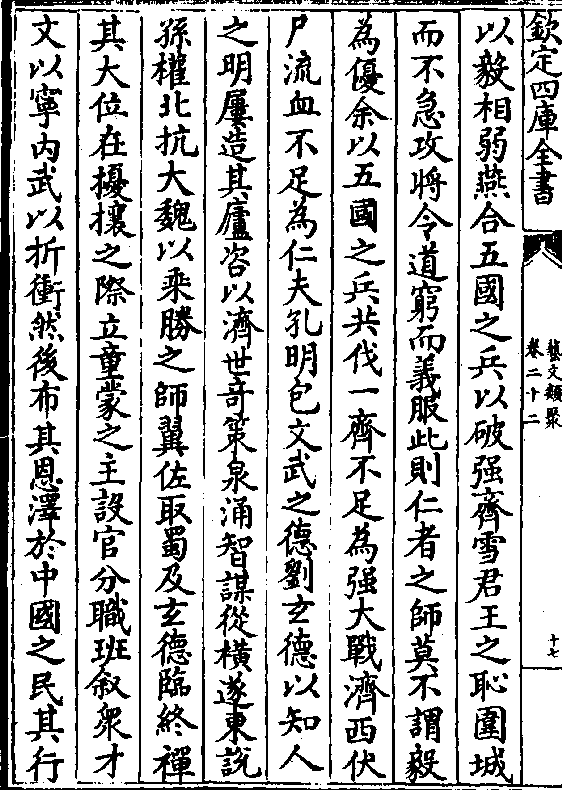 欽定四庫全書
藝文類聚
卷二十二
十七
以毅相弱燕合五國之兵以破强齊雪君王之恥圍城
而不急攻將令道窮而義服此則仁者之師莫不謂毅
為優余以五國之兵共伐一齊不足為强大戰濟西伏
尸流血不足為仁夫孔明包文武之德劉玄德以知人
之明屢造其廬咨以濟世奇策泉涌智謀從橫遂東説
孫權北抗大魏以乘勝之師翼佐取蜀及玄德臨終禪
其大位在擾攘之際立童蒙之主設官分職班叙衆才
文以寧内武以折衝然後布其恩澤於中國之民其行